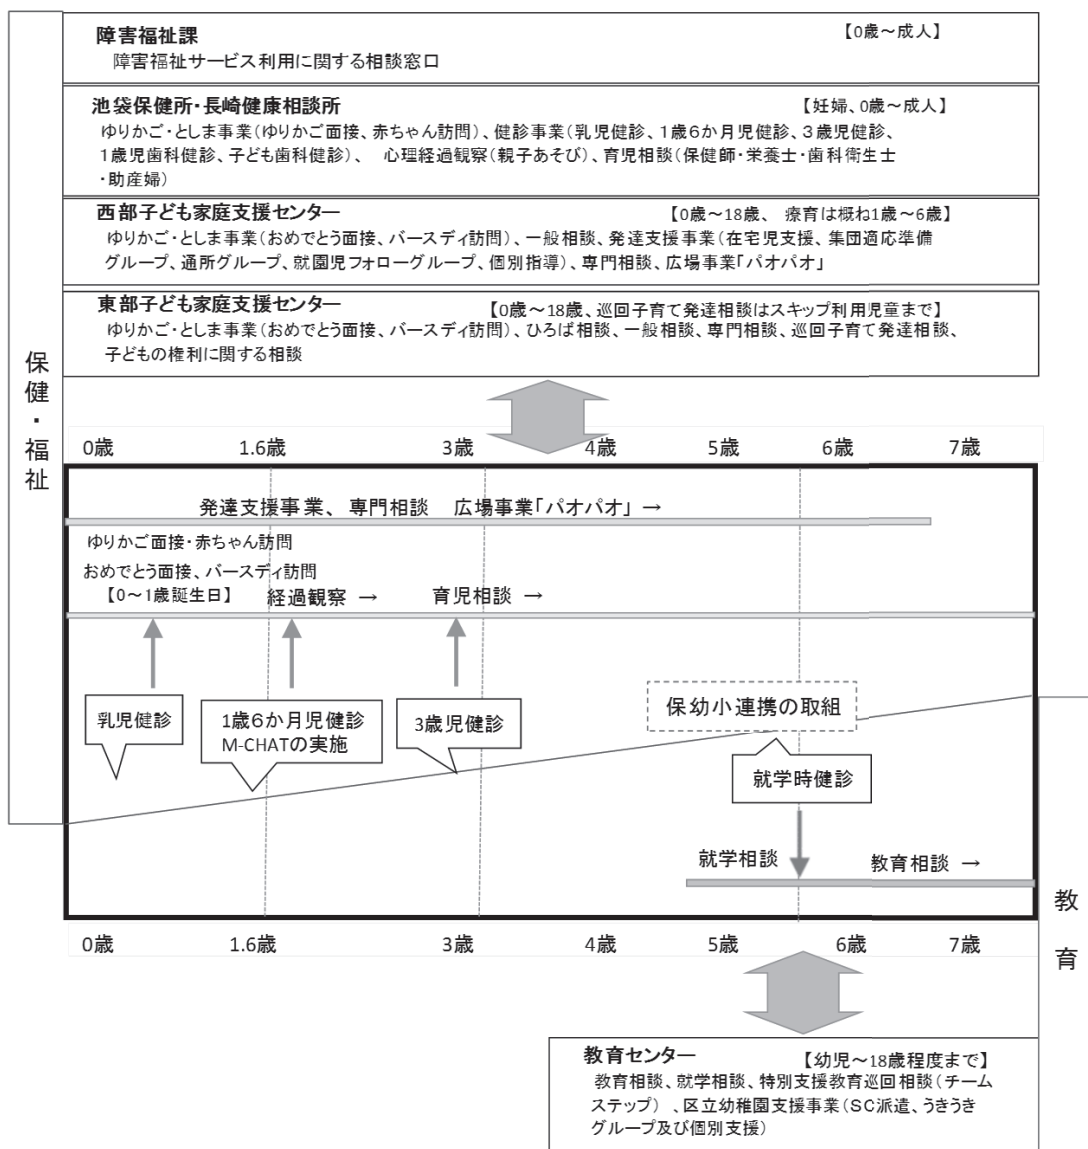 障害福祉課 【0歳～成人】
障害福祉サービス利用に関する相談窓口
池袋保健所・長崎健康相談所 【妊婦、0歳～成人】
ゆりかご・としま事業(ゆりかご面接、赤ちゃん訪問)、健診事業(乳児健診、1歳6か月児健診、3歳児健診、
1歳児歯科健診、子ども歯科健診)、 心理経過観察(親子あそび)、育児相談(保健師・栄養士・歯科衛生士
・助産婦)
西部子ども家庭支援センター 【0歳～18歳、 療育は概ね1歳～6歳】
ゆりかご・としま事業(おめでとう面接、バースディ訪問)、一般相談、発達支援事業(在宅児支援、集団適応準備
グループ、通所グループ、就園児フォローグループ、個別指導)、専門相談、広場事業「パオパオ」
東部子ども家庭支援センター 【0歳～18歳、巡回子育て発達相談はスキップ利用児童まで】
ゆりかご・としま事業(おめでとう面接、バースディ訪問)、ひろば相談、一般相談、専門相談、巡回子育て発達相談、
子どもの権利に関する相談
保健・福祉
0歳 1.6歳 3歳 4歳 5歳 6歳 7歳
発達支援事業、 専門相談 広場事業「パオパオ」 →
ゆりかご面接・赤ちゃん訪問
おめでとう面接、バースディ訪問
【0～1歳誕生日】 経過観察 → 育児相談 →
乳児健診
1歳6か月児健診
M-CHATの実施
3歳児健診
保幼小連携の取組
就学時健診
就学相談 教育相談 →
0歳 1.6歳 3歳 4歳 5歳 6歳 7歳
教育
教育センター 【幼児～18歳程度まで】
教育相談、就学相談、特別支援教育巡回相談(チーム
ステップ) 、区立幼稚園支援事業(SC派遣、うきうき
グループ及び個別支援)